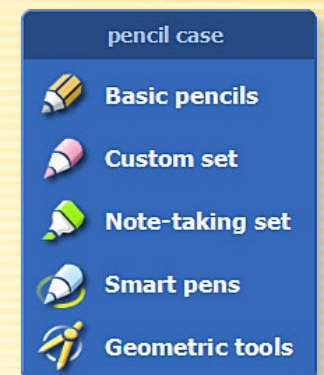 pencil case
Basic pencils
Custom set
Note-taking set
Smart pens
Geometric tools